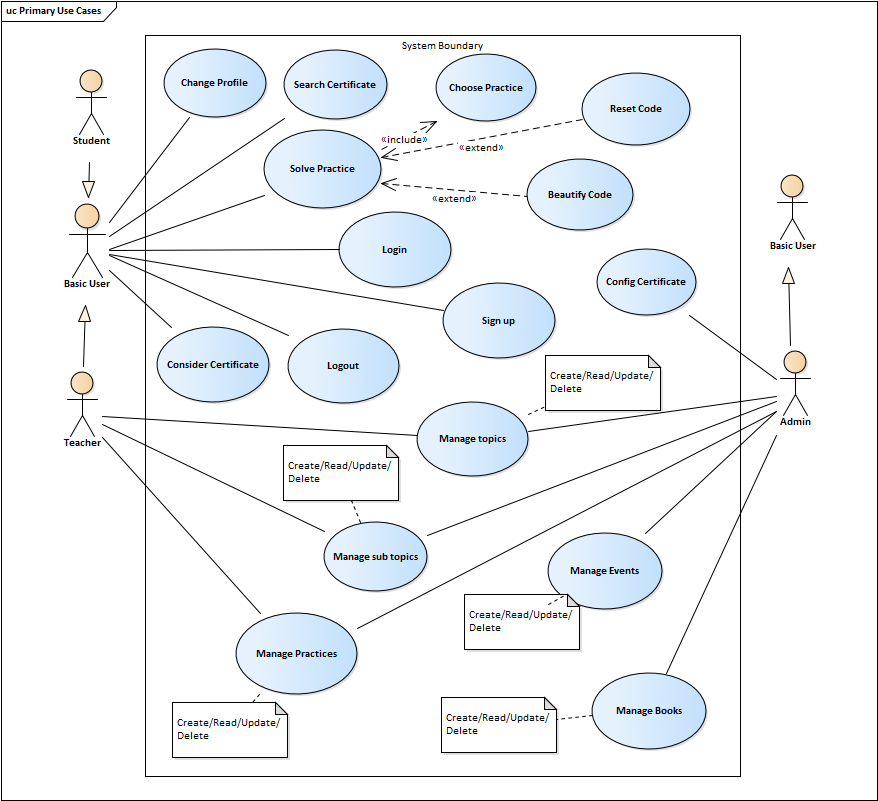 uc Primary Use Cases
System Boundary
Change Profile
Search Certificate
Choose Practice
Reset Code
Student
«include»
«extend»
Solve Practice
Beautify Code
«extend»
Basic User
Basic User
Login
Config Certificate
Sign up
Consider Certificate
Logout
Create/Read/Update/
Delete
Admin
Teacher
Manage topics
Create/Read/Update/
Delete
Manage sub topics
Manage Events
Create/Read/Update/
Delete
Manage Practices
Manage Books
Create/Read/Update/
Delete
Create/Read/Update/
Delete